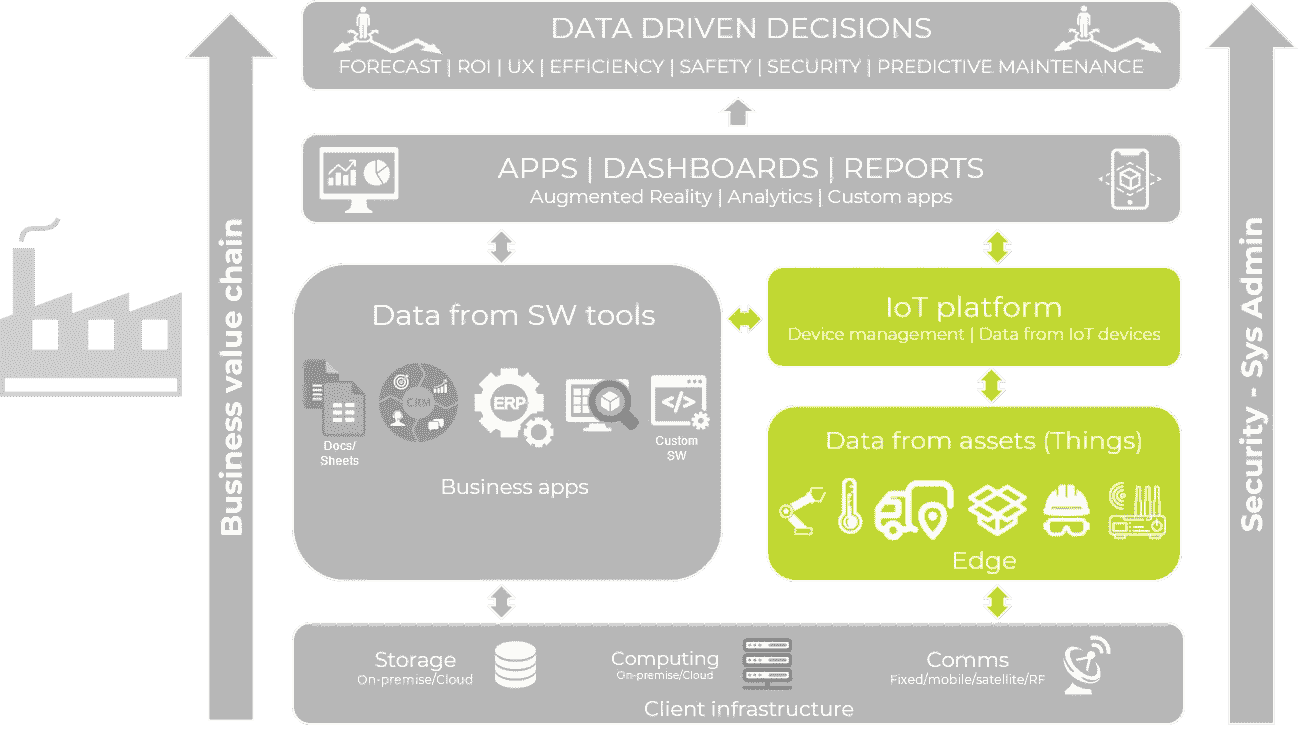 DATA DRIVEN DECISIONS
FORECAST | ROI | UX | EFFICIENCY | SAFETY | SECURITY | PREDICTIVE MAINTENANCE
APPS | DASHBOARDS | REPORTS
Augmented Reality | Analytics | Custom apps
Business value chain
Security - Sys Admin
Data from SW tools
CRM
ERP
</>
Docs/
Sheets
Custom
SW
Business apps
IoT platform
Device management | Data from IoT devices
Data from assets (Things)
Edge
Storage
On-premise/Cloud
Computing
On-premise/Cloud
Comms
Fixed/mobile/satellite/RF
Client infrastructure